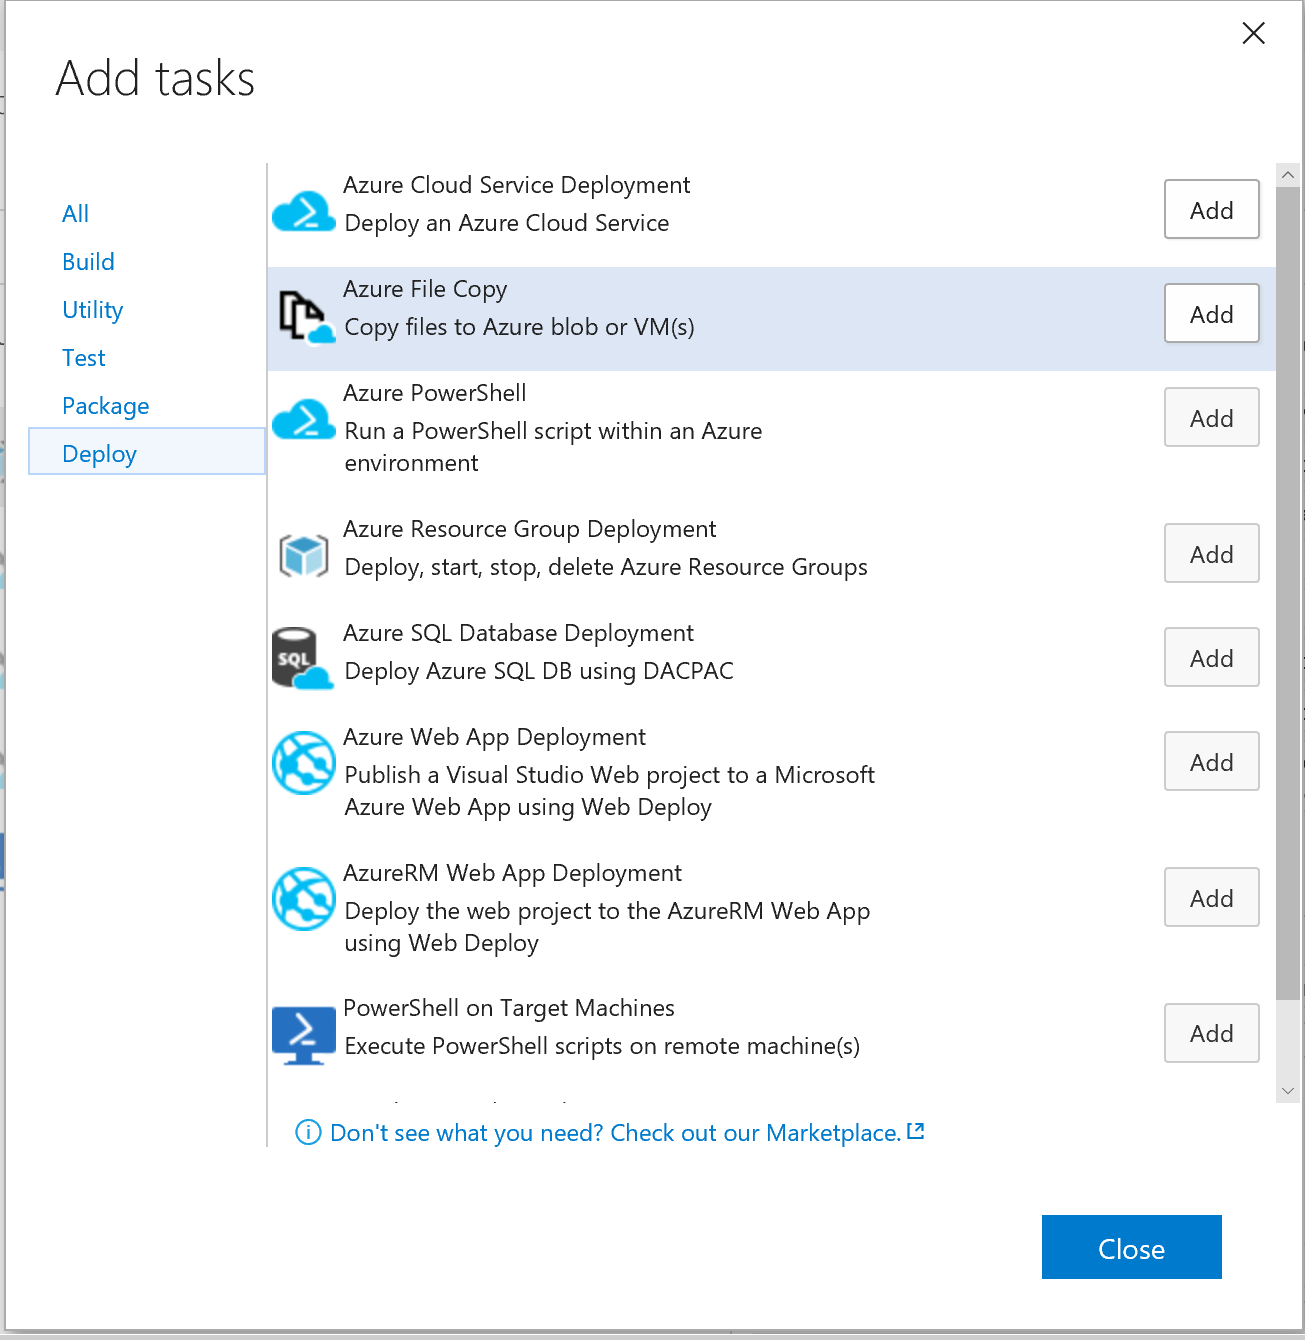 Add tasks
All
Build
Utility
Test
Package
Deploy
Azure Cloud Service Deployment
Deploy an Azure Cloud Service
Add
Azure File Copy
Copy files to Azure blob or VM(s)
Add
Azure PowerShell
Run a PowerShell script within an Azure
environment
Add
Azure Resource Group Deployment
Deploy, start, stop, delete Azure Resource Groups
Add
SQL
Azure SQL Database Deployment
Deploy Azure SQL DB using DACPAC
Add
Azure Web App Deployment
Publish a Visual Studio Web project to a Microsoft
Azure Web App using Web Deploy
Add
AzureRM Web App Deployment
Deploy the web project to the AzureRM Web App
using Web Deploy
Add
PowerShell on Target Machines
Execute PowerShell scripts on remote machine(s)
Add
Don't see what you need? Check out our Marketplace.
Close